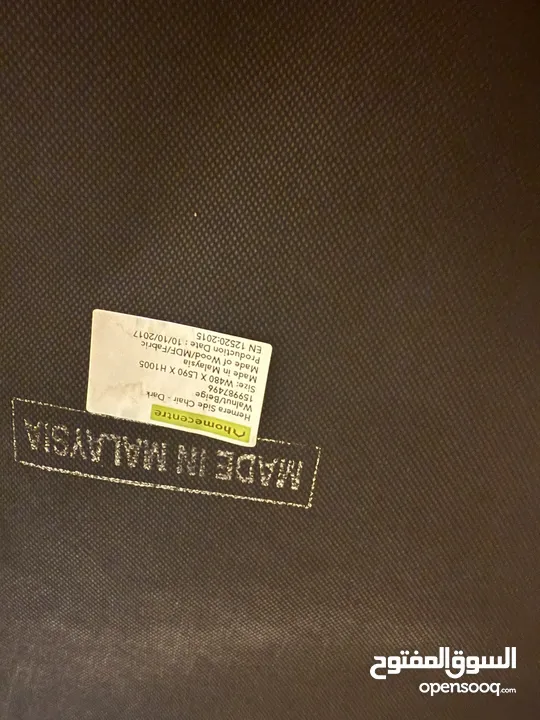 homecentre
Hemera Side Chair - Dark
Walnut/Beige
159987496
Size: W480 X L590 X H1005
Made in Malaysia
Made of Wood/MDF/Fabric
Production Date : 10/10/2017
EN 12520:2015
MADE IN MALAYSIA
السوق المفتوح
opensooq.com